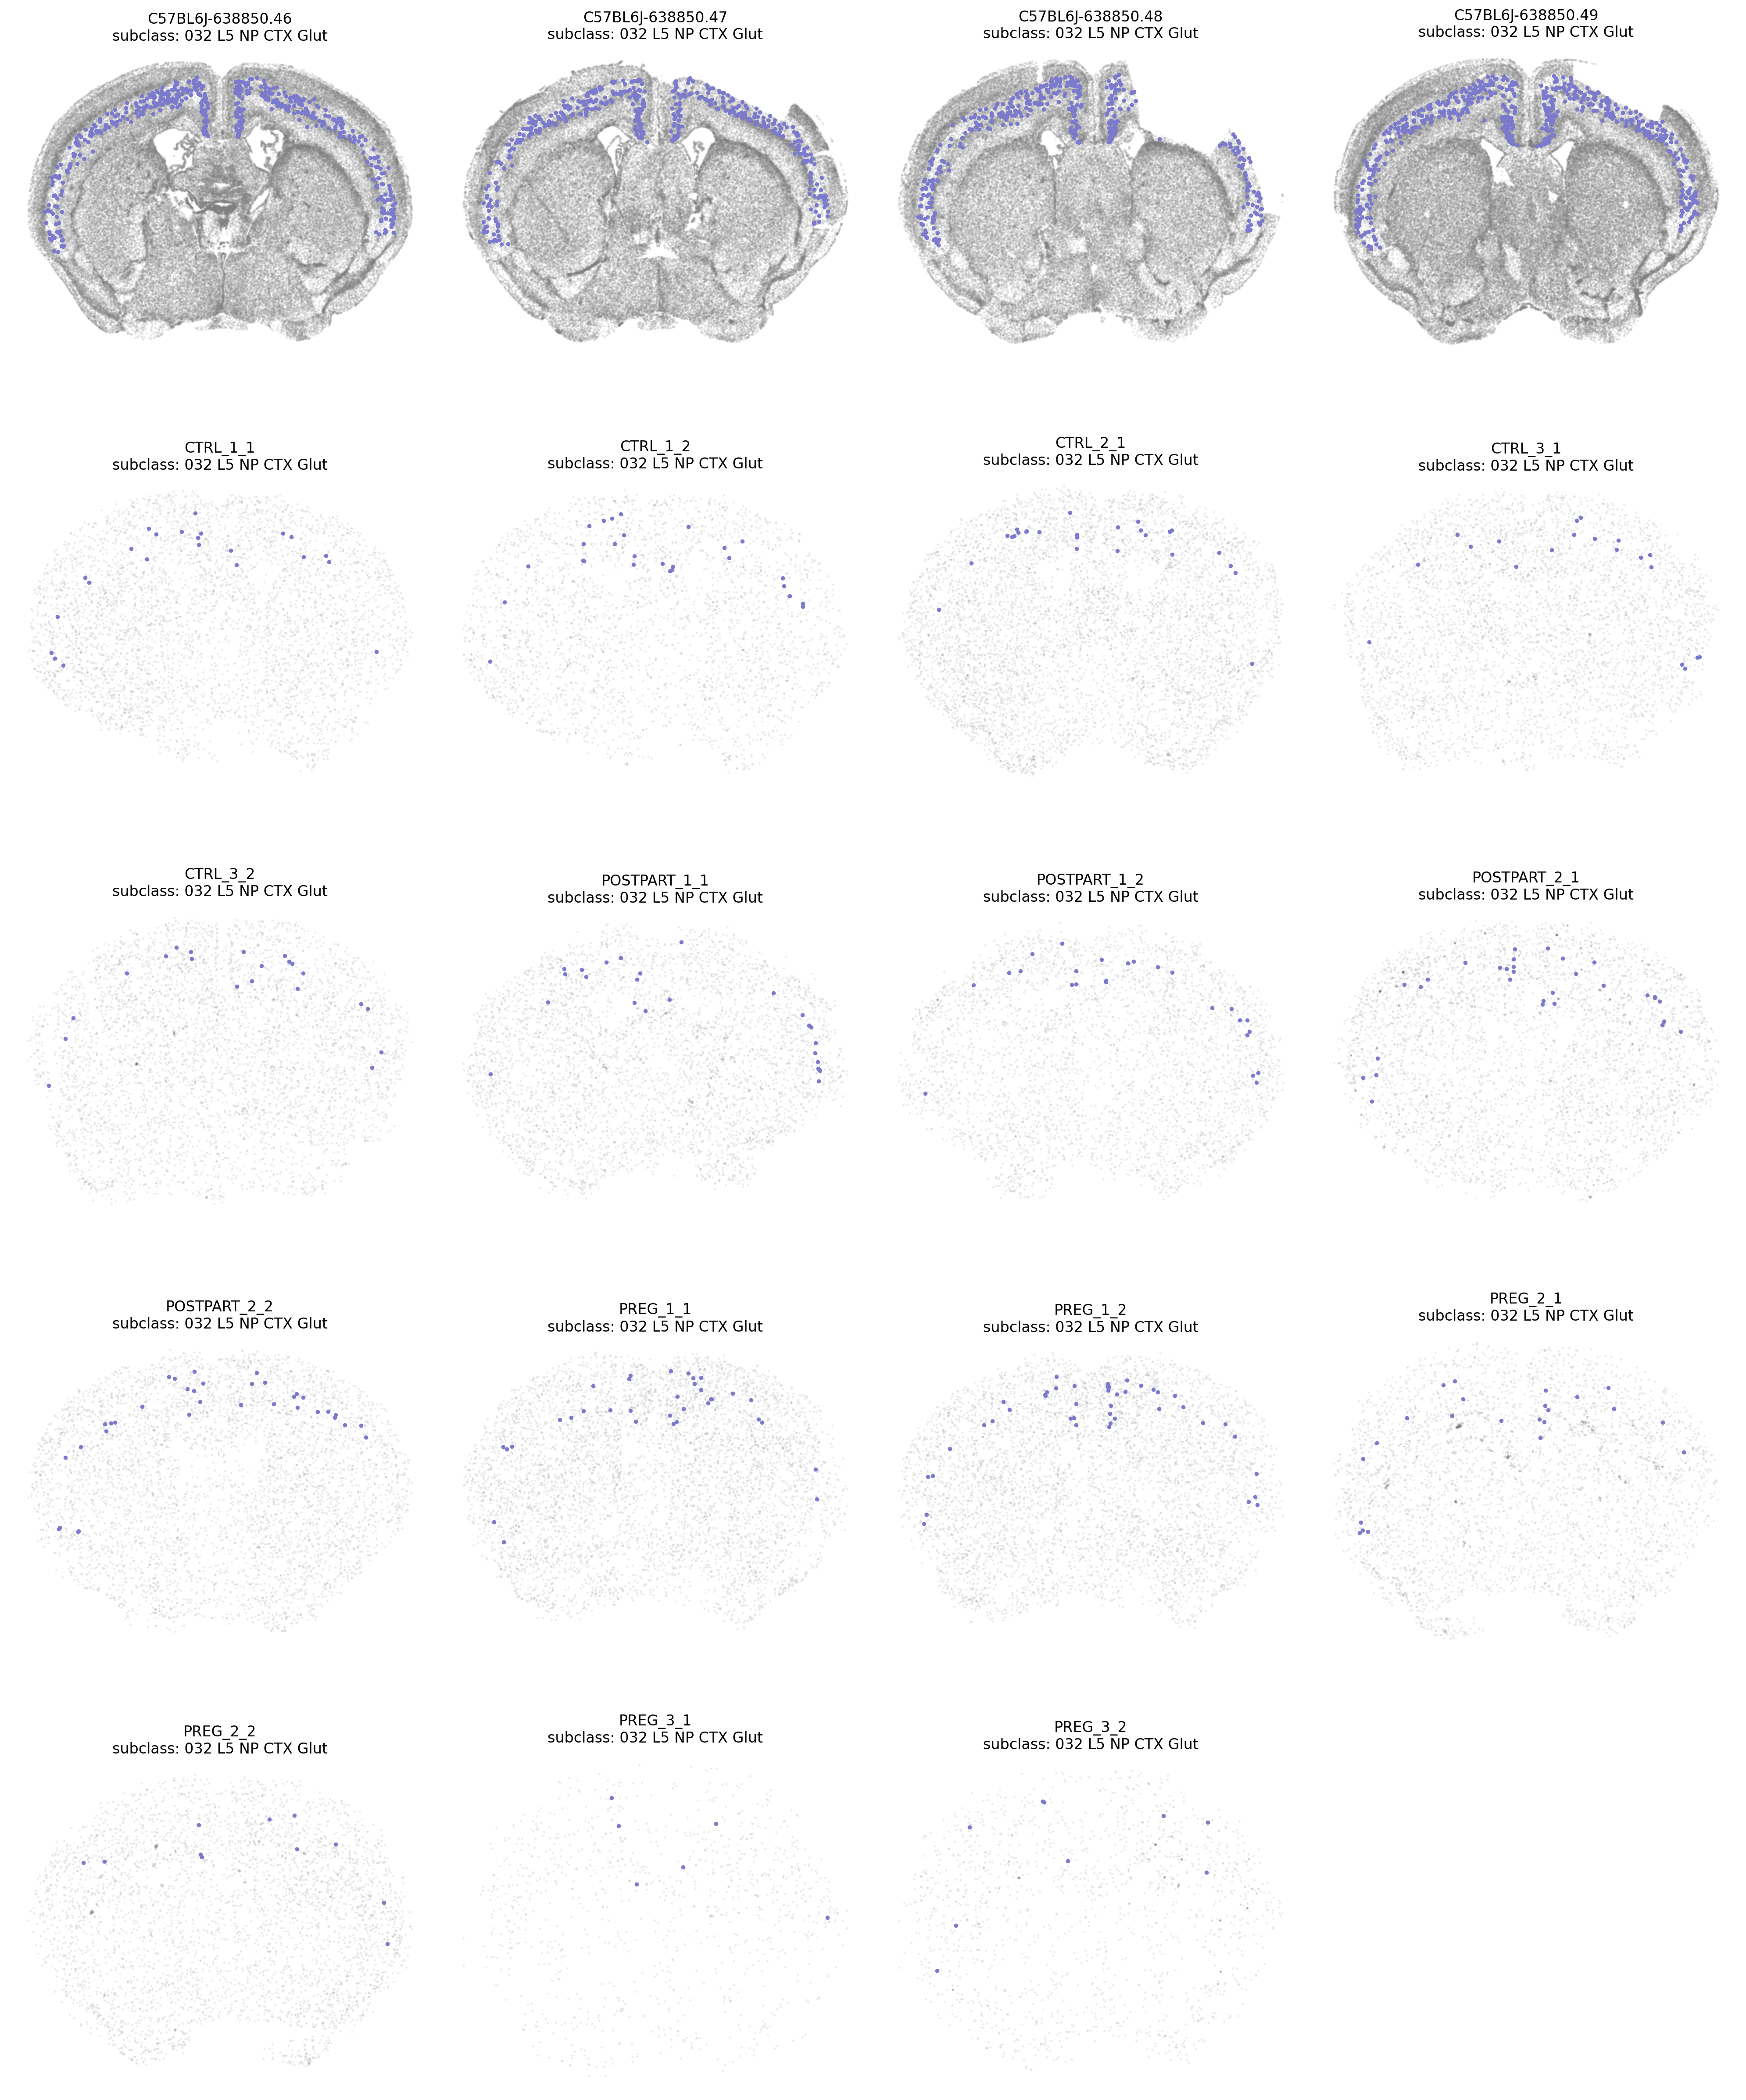 C57BL6J-638850.46
subclass: 032 L5 NP CTX Glut
C57BL6J-638850.47
subclass: 032 L5 NP CTX Glut
C57BL6J-638850.48
subclass: 032 L5 NP CTX Glut
C57BL6J-638850.49
subclass: 032 L5 NP CTX Glut
CTRL_1_1
subclass: 032 L5 NP CTX Glut
CTRL_1_2
subclass: 032 L5 NP CTX Glut
CTRL_2_1
subclass: 032 L5 NP CTX Glut
CTRL_3_1
subclass: 032 L5 NP CTX Glut
CTRL_3_2
subclass: 032 L5 NP CTX Glut
POSTPART_1_1
subclass: 032 L5 NP CTX Glut
POSTPART_1_2
subclass: 032 L5 NP CTX Glut
POSTPART_2_1
subclass: 032 L5 NP CTX Glut
POSTPART_2_2
subclass: 032 L5 NP CTX Glut
PREG_1_1
subclass: 032 L5 NP CTX Glut
PREG_1_2
subclass: 032 L5 NP CTX Glut
PREG_2_1
subclass: 032 L5 NP CTX Glut
PREG_2_2
subclass: 032 L5 NP CTX Glut
PREG_3_1
subclass: 032 L5 NP CTX Glut
PREG_3_2
subclass: 032 L5 NP CTX Glut